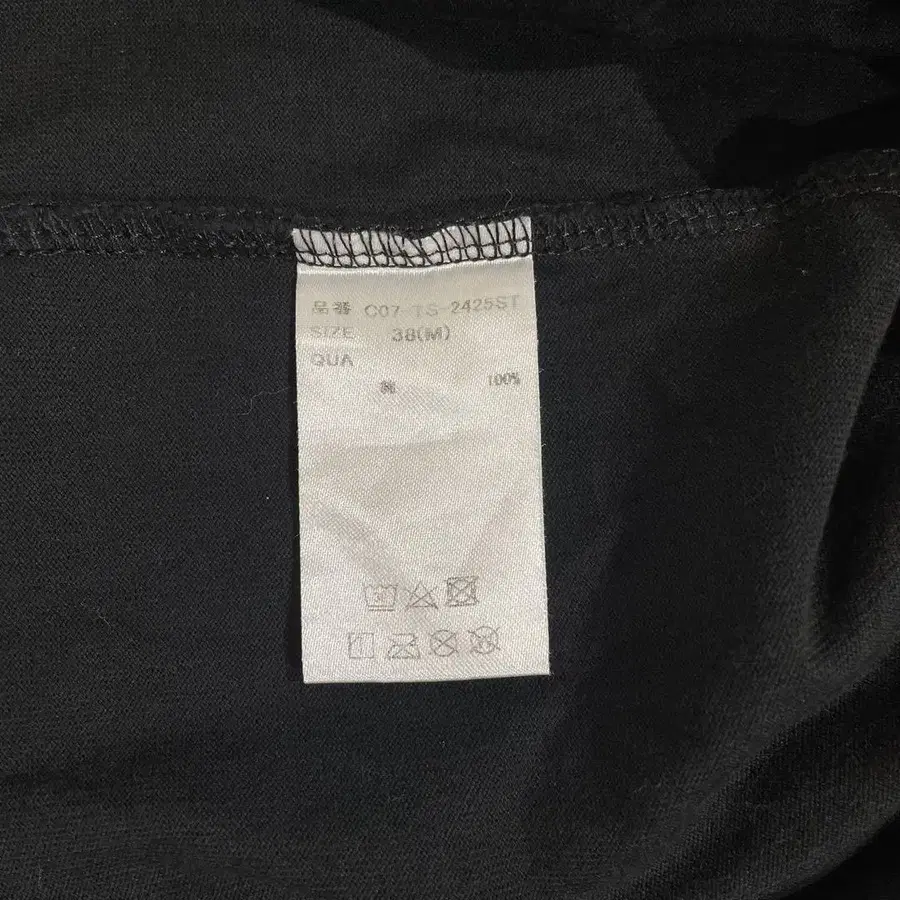 品番 C07-TS-2425ST
SIZE 38(M)
QUA
綿 100%